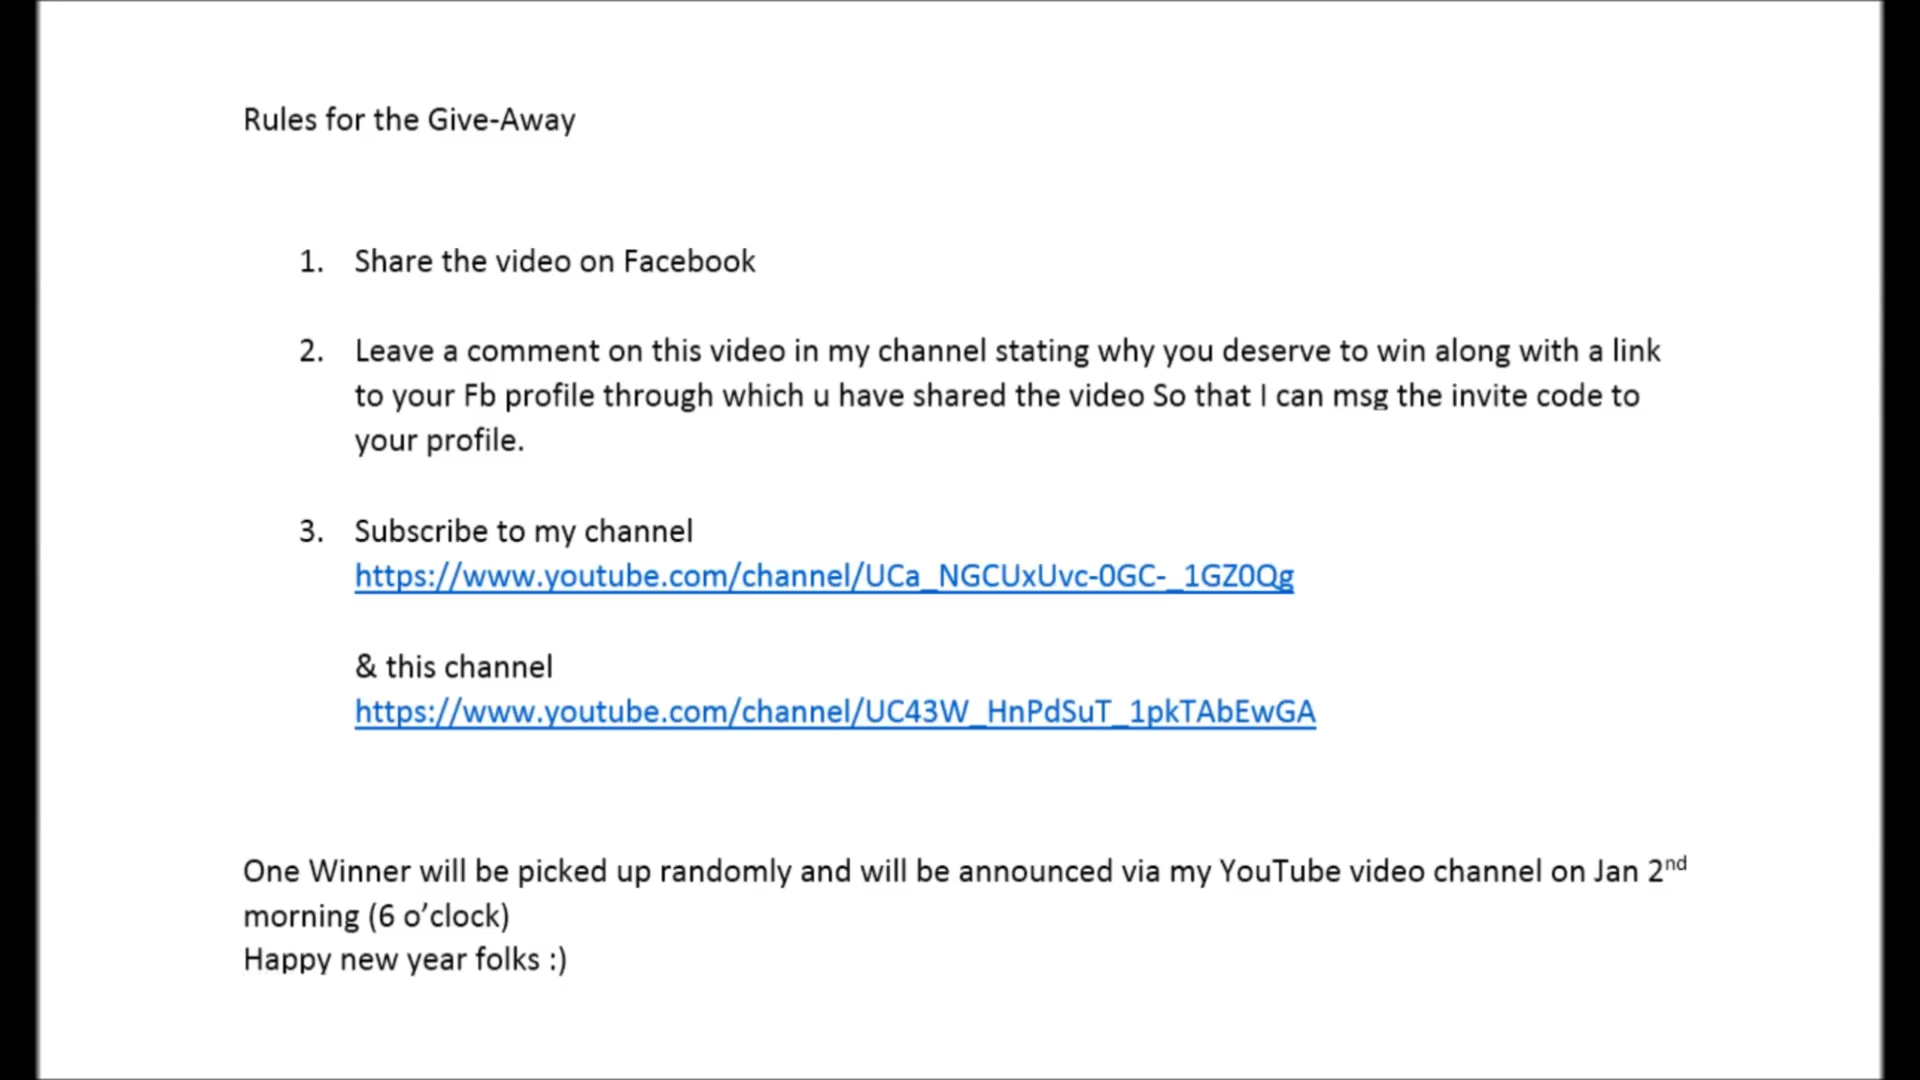 Rules for the Give-Away
1. Share the video on Facebook
2. Leave a comment on this video in my channel stating why you deserve to win along with a link
to your Fb profile through which u have shared the video So that I can msg the invite code to
your profile.
3. Subscribe to my channel
https://www.youtube.com/channel/UCa_NGCUxUvc-0GC-_1GZ0Qg
& this channel
https://www.youtube.com/channel/UC43W_HnPdSuT_1pkTAbEwGA
One Winner will be picked up randomly and will be announced via my YouTube video channel on Jan 2nd
morning (6 o’clock)
Happy new year folks :)